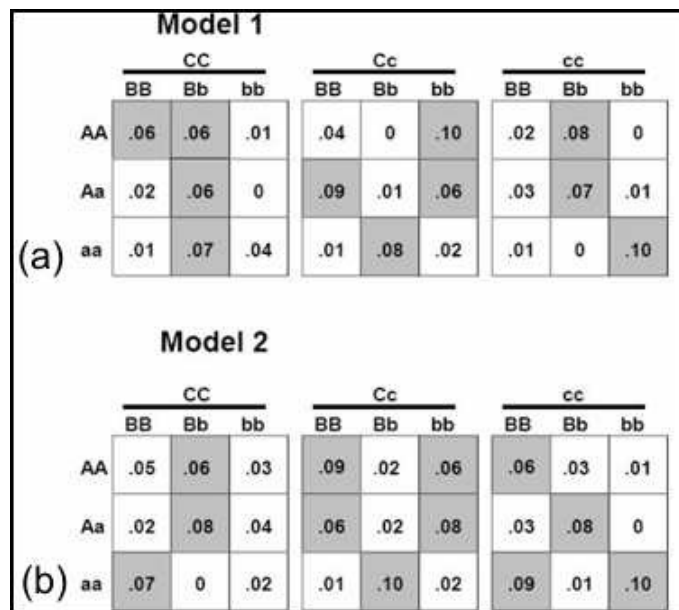 Model 1
CC Cc cc
BB Bb bb BB Bb bb BB Bb bb
AA .06 .06 .01 .04 0 .10 .02 .08 0
Aa .02 .06 0 .09 .01 .06 .03 .07 .01
(a) aa .01 .07 .04 .01 .08 .02 .01 0 .10
Model 2
CC Cc cc
BB Bb bb BB Bb bb BB Bb bb
AA .05 .06 .03 .09 .02 .06 .06 .03 .01
Aa .02 .08 .04 .06 .02 .08 .03 .08 0
(b) aa .07 0 .02 .01 .10 .02 .09 .01 .10